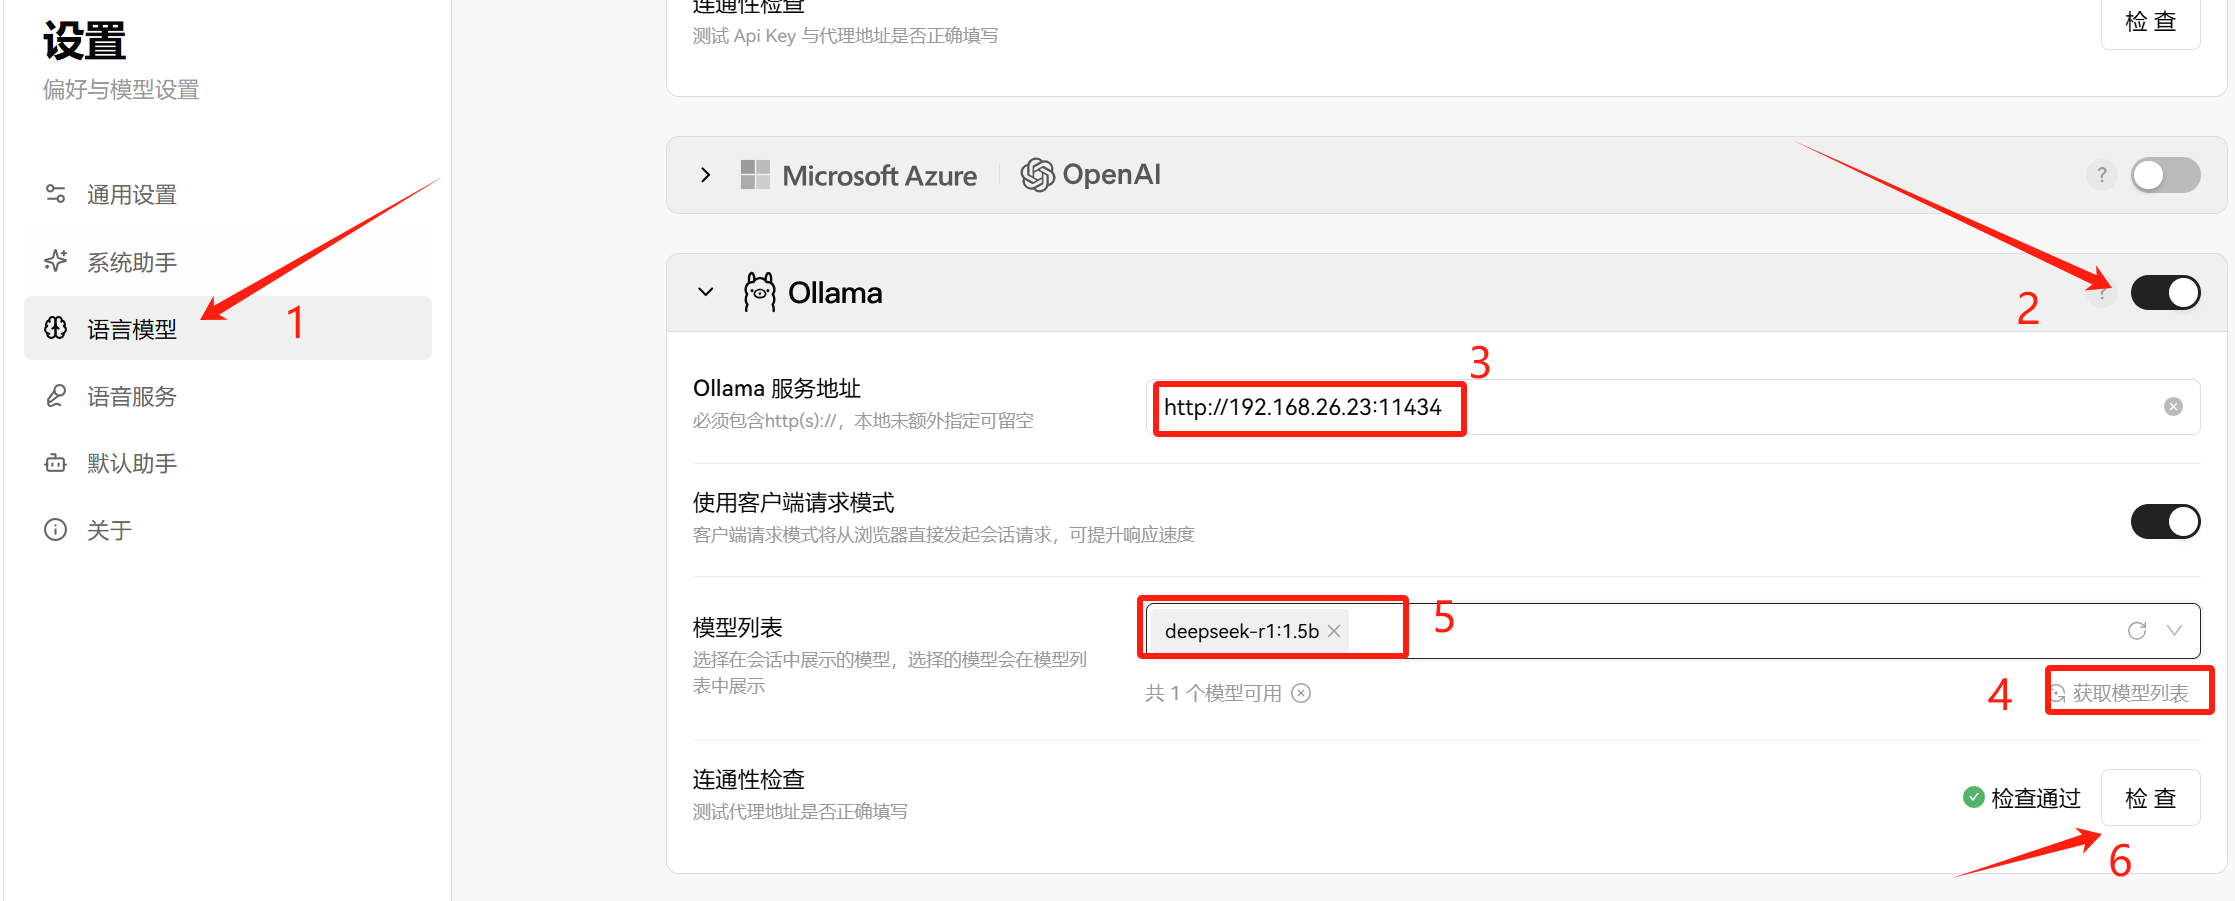 设置
偏好与模型设置
通用设置
系统助手
语言模型
1
语音服务
默认助手
关于
连通性检查
测试 Api Key 与代理地址是否正确填写
检 查
Microsoft Azure
OpenAI
?
Ollama
?
2
3
Ollama 服务地址
必须包含http(s)://，本地未额外指定可留空
http://192.168.26.23:11434
使用客户端请求模式
客户端请求模式将从浏览器直接发起会话请求，可提升响应速度
模型列表
选择在会话中展示的模型，选择的模型会在模型列
表中展示
deepseek-r1:1.5b
5
共 1 个模型可用
4
获取模型列表
连通性检查
测试代理地址是否正确填写
检查通过
检 查
6